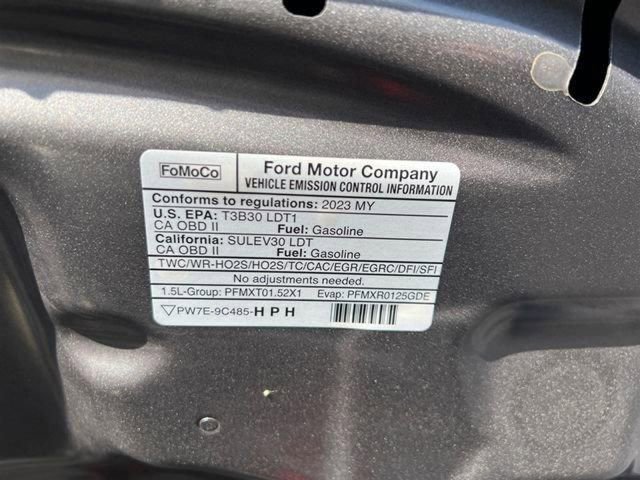 FoMoCo
Ford Motor Company
VEHICLE EMISSION CONTROL INFORMATION
Conforms to regulations: 2023 MY
U.S. EPA: T3B30 LDT1
CA OBD II Fuel: Gasoline
California: SULEV30 LDT
CA OBD II Fuel: Gasoline
TWC/WR-HO2S/HO2S/TC/CAC/EGR/EGRC/DFI/SFI
No adjustments needed.
1.5L-Group: PFMXT01.52X1 Evap: PFMXR0125GDE
PW7E-9C485-HPH